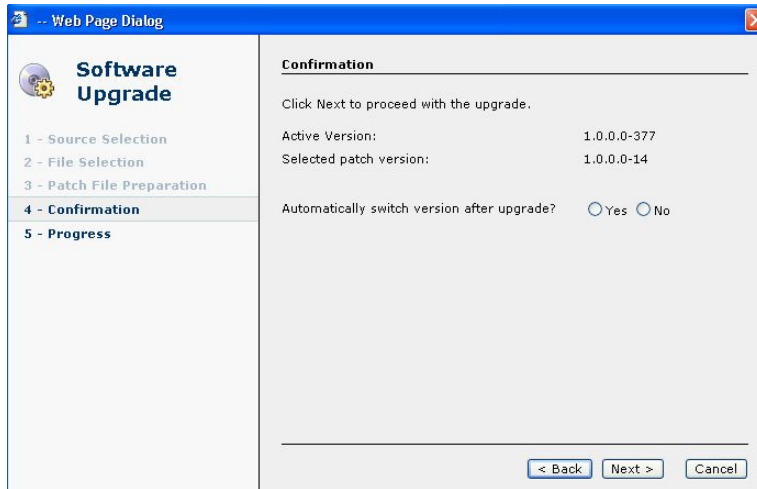 -- Web Page Dialog
Software
Upgrade
1 - Source Selection
2 - File Selection
3 - Patch File Preparation
4 - Confirmation
5 - Progress
Confirmation
Click Next to proceed with the upgrade.
Active Version: 1.0.0.0-377
Selected patch version: 1.0.0.0-14
Automatically switch version after upgrade? Yes No
< Back Next > Cancel